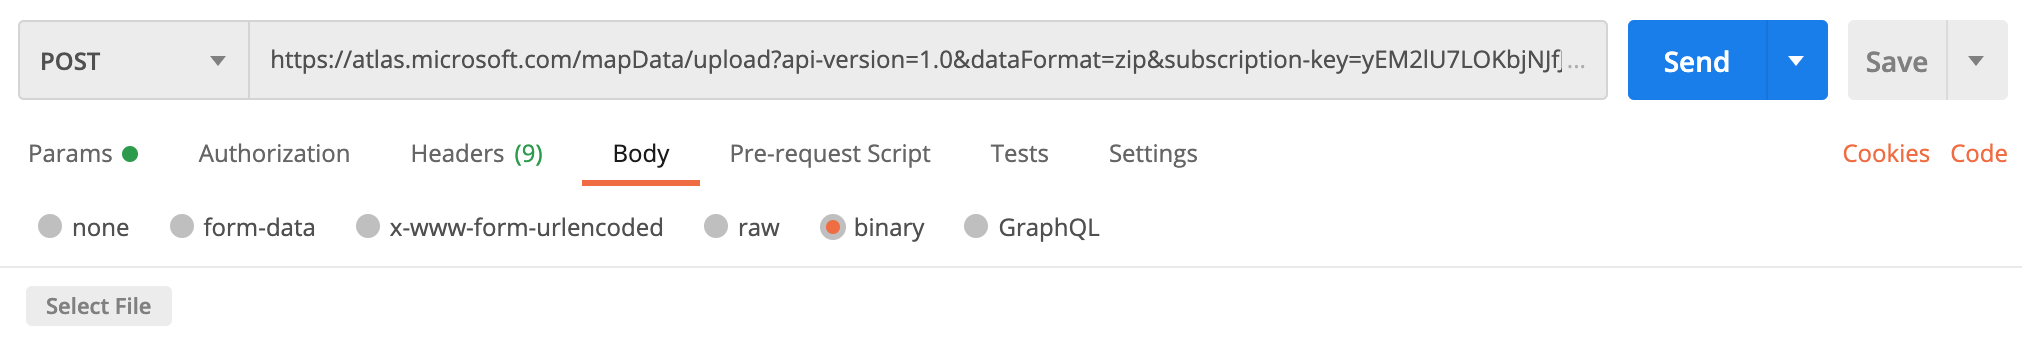 POST https://atlas.microsoft.com/mapData/upload?api-version=1.0&dataFormat=zip&subscription-key=yEM2lU7LOKbjNJfJ... Send Save
Params Authorization Headers (9) Body Pre-request Script Tests Settings Cookies Code
none form-data x-www-form-urlencoded raw binary GraphQL
Select File